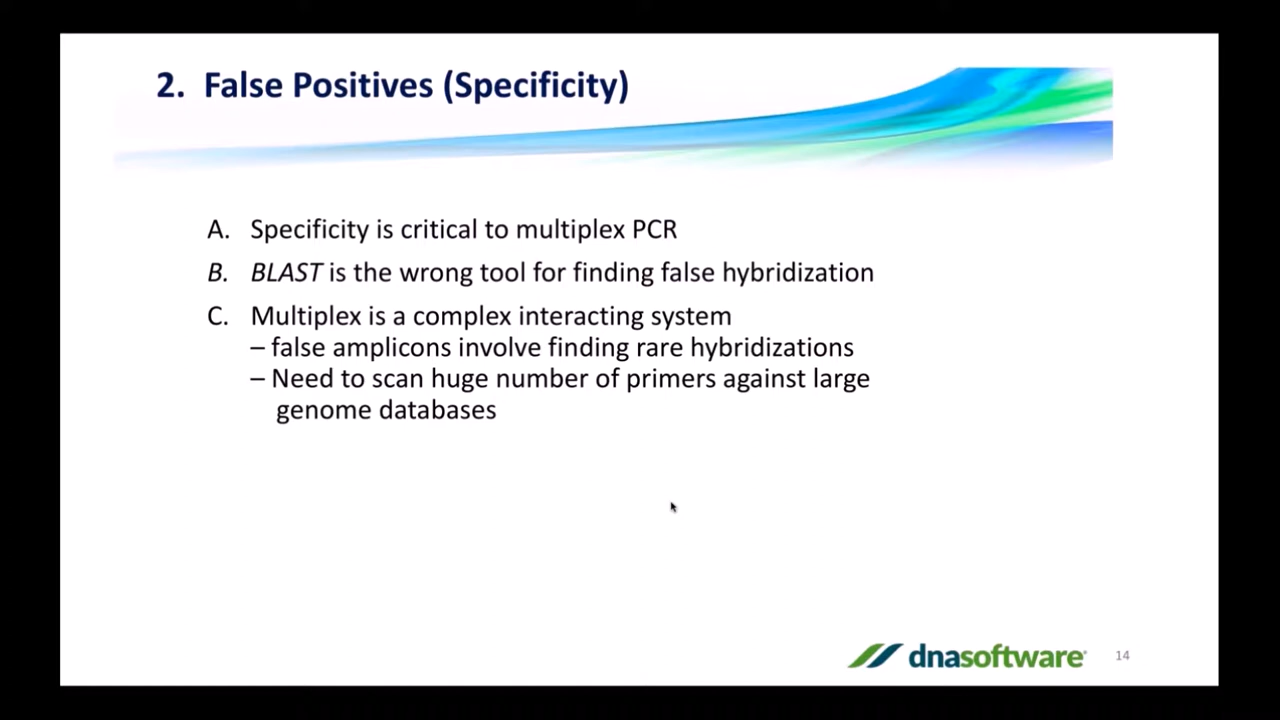 2. False Positives (Specificity)
A. Specificity is critical to multiplex PCR
B. BLAST is the wrong tool for finding false hybridization
C. Multiplex is a complex interacting system
– false amplicons involve finding rare hybridizations
– Need to scan huge number of primers against large
genome databases
dnasoftware
14